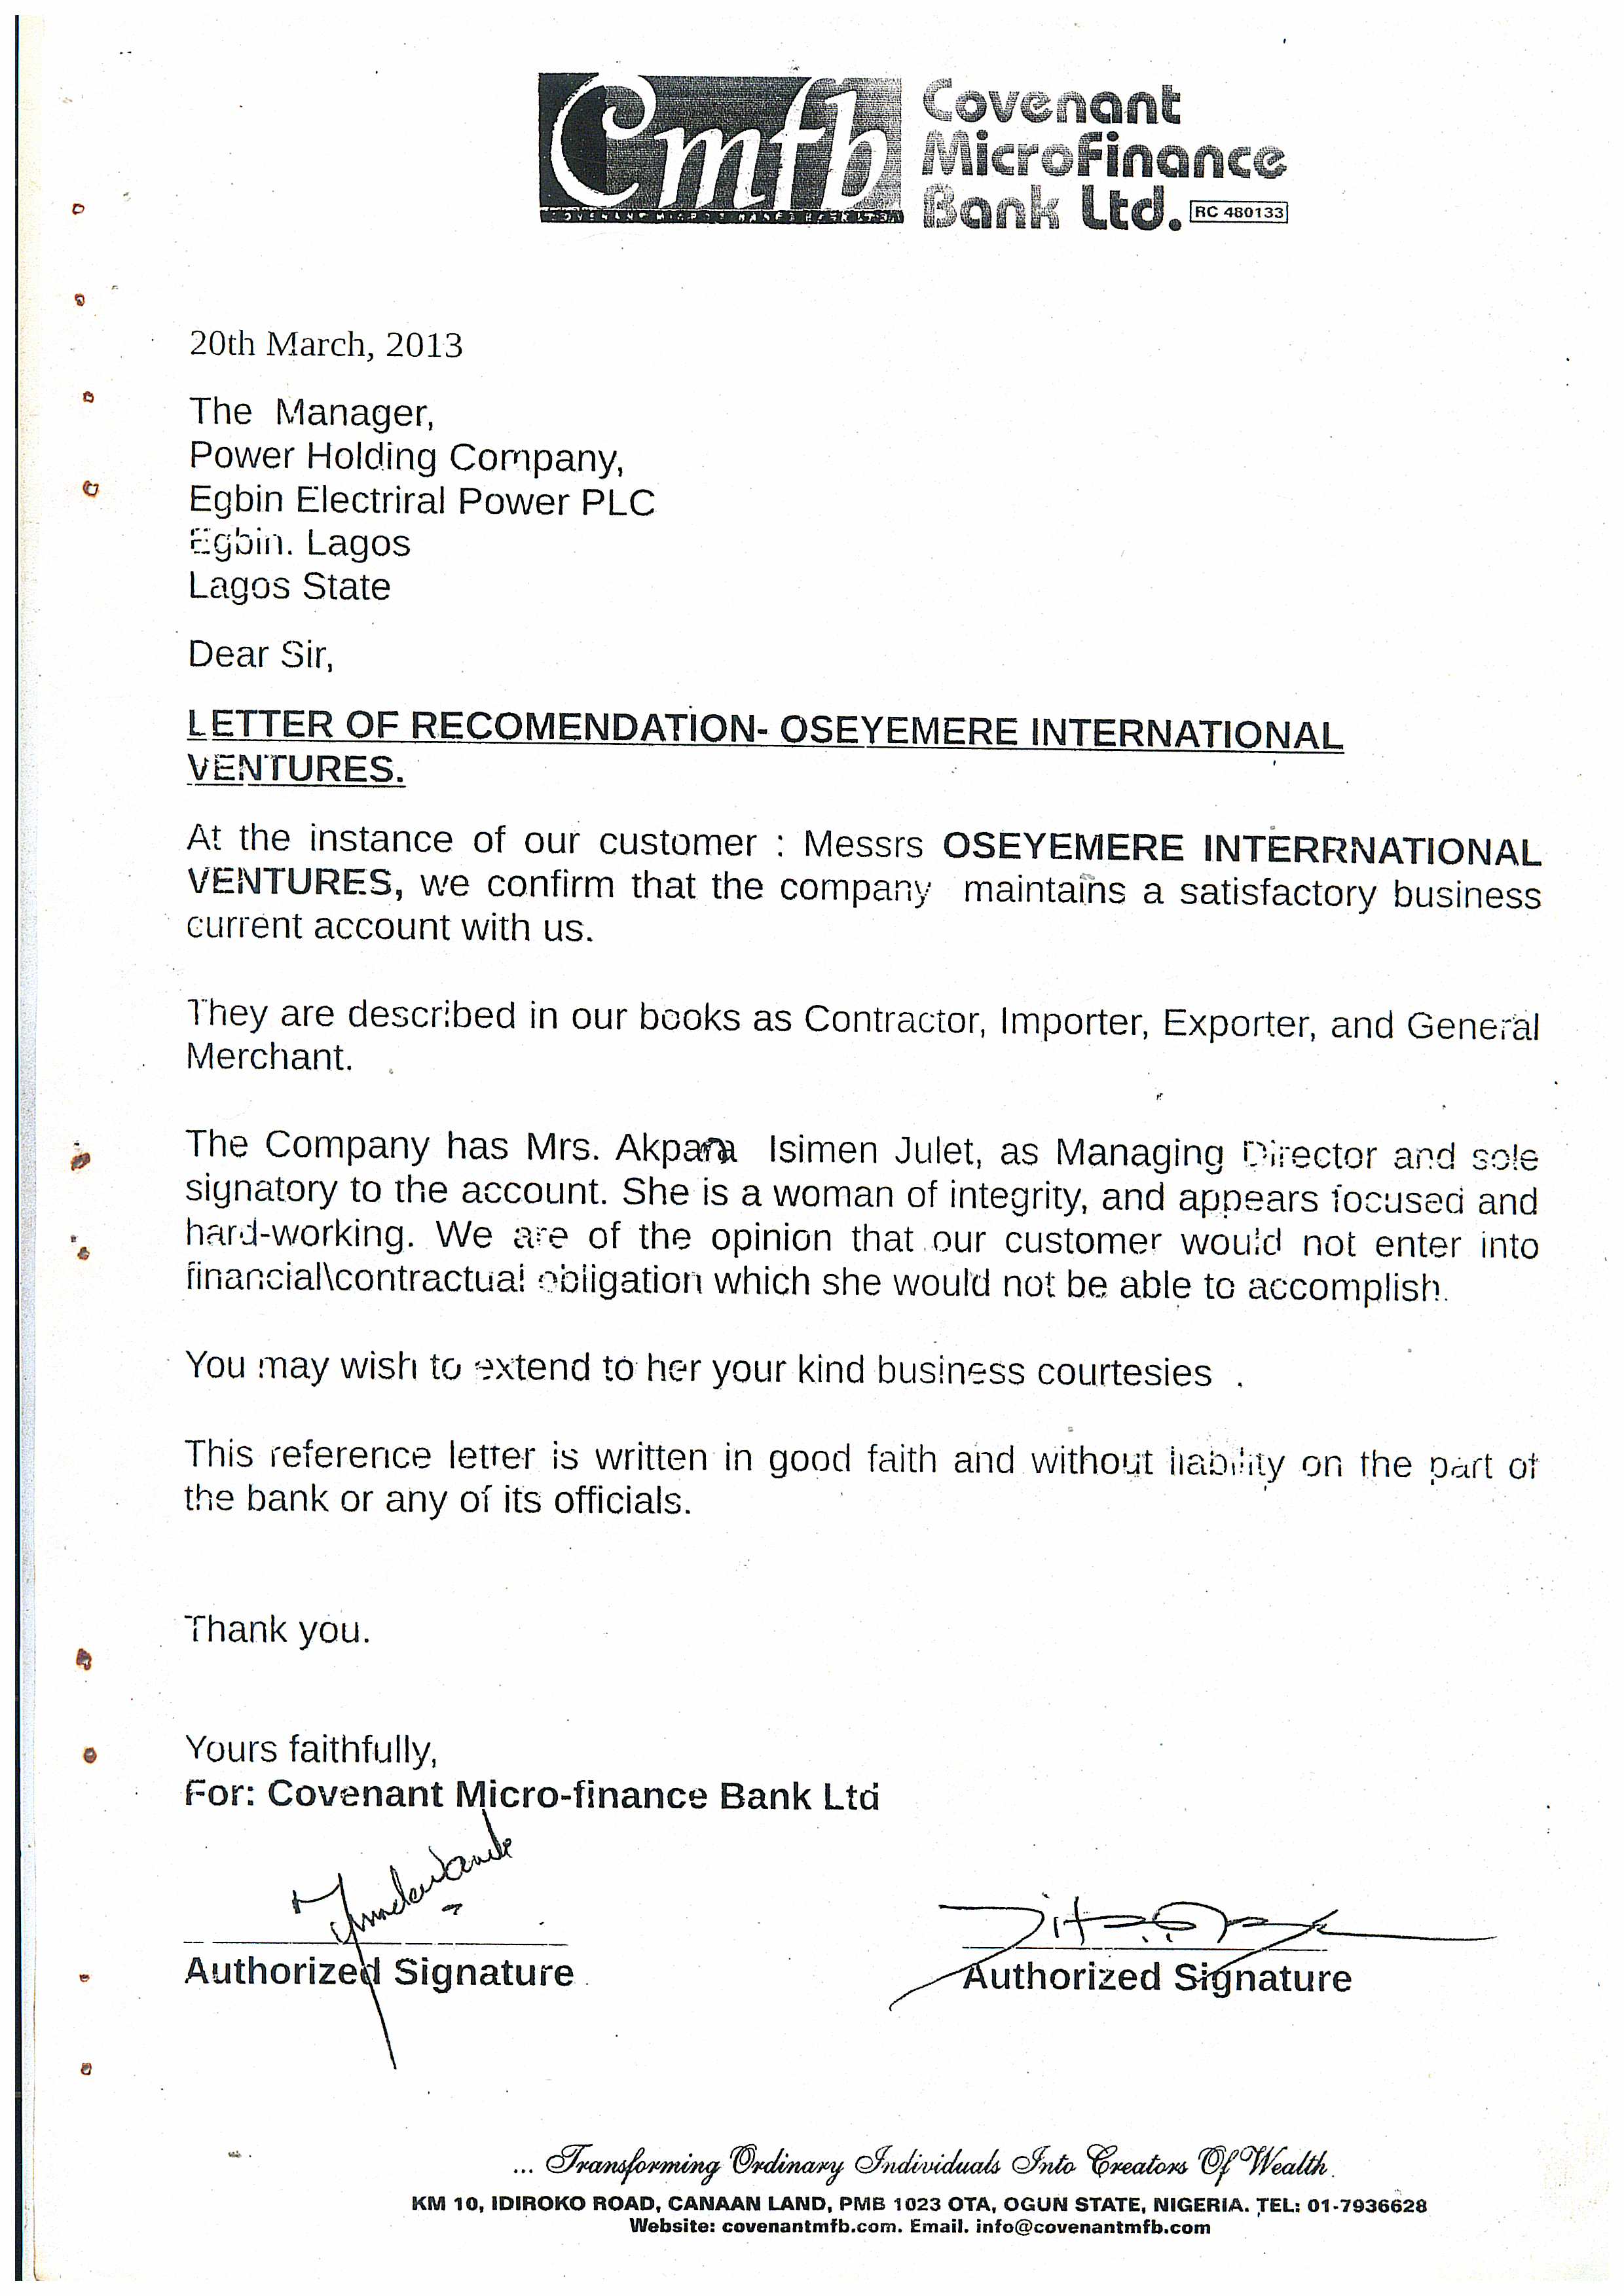 Cmfb
Covenant
MicroFinance
Bank Ltd. RC 480133
20th March, 2013
The Manager,
Power Holding Company,
Egbin Electriral Power PLC
Egbin. Lagos
Lagos State
Dear Sir,
LETTER OF RECOMENDATION- OSEYEMERE INTERNATIONAL
VENTURES.
At the instance of our customer : Messrs OSEYEMERE INTERRNATIONAL
VENTURES, we confirm that the company maintains a satisfactory business
current account with us.
They are described in our books as Contractor, Importer, Exporter, and General
Merchant.
The Company has Mrs. Akpara Isimen Julet, as Managing Director and sole
signatory to the account. She is a woman of integrity, and appears focused and
hard-working. We are of the opinion that our customer would not enter into
financial\contractual obligation which she would not be able to accomplish.
You may wish to extend to her your kind business courtesies .
This reference letter is written in good faith and without liability on the part of
the bank or any of its officials.
Thank you.
Yours faithfully,
For: Covenant Micro-finance Bank Ltd
Authorized Signature Authorized Signature
... Transforming Ordinary Individuals Into Creators Of Wealth.
KM 10, IDIROKO ROAD, CANAAN LAND, PMB 1023 OTA, OGUN STATE, NIGERIA. TEL: 01-7936628
Website: covenantmfb.com. Email. info@covenantmfb.com